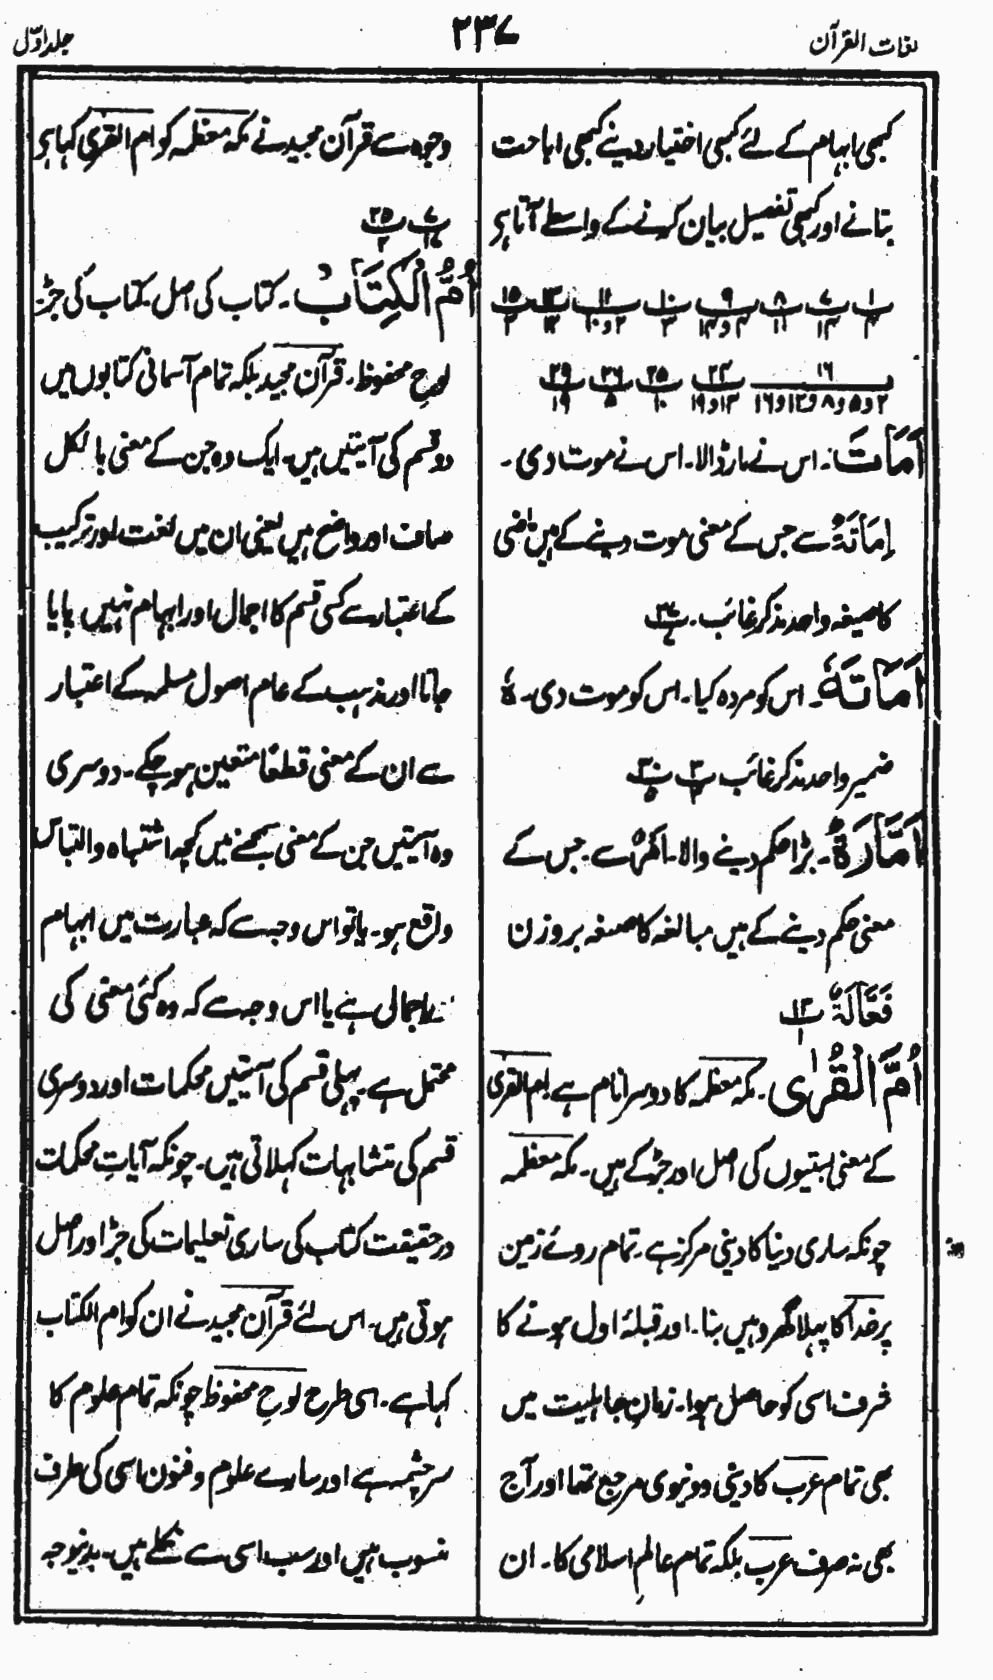 لغات القرآن
۲۳۷
جلد اوّل
کبھی ابہام کے لئے کبھی اختیار دینے کبھی اباحت
بتانے اور کبھی تفصیل بیان کرنے کے واسطے آتا ہے
اَمَاتَ۔ اس نے مار ڈالا۔ اس نے موت دی۔
اِمَاتَۃٌ سے جس کے معنی موت دینے کے ہیں ماضی
کا صیغہ واحد مذکر غائب۔
اَمَاتَهٗ۔ اس کو مردہ کیا۔ اس کو موت دی۔ ہٗ
ضمیر واحد مذکر غائب
اَمَّارَۃٌ۔ بڑا حکم دینے والا۔ اَمْرٌ سے۔ جس کے
معنی حکم دینے کے ہیں مبالغہ کا صیغہ بروزن
فَعَّالَۃٌ ۱۳/۱
اُمُّ الْقُرٰی۔ مکہ معظمہ کا دوسرا نام ہے ام القریٰ
کے معنی بستیوں کی اصل اور جڑ کے ہیں۔ مکہ معظمہ
چونکہ ساری دنیا کا دینی مرکز ہے۔ تمام روئے زمین
پر خدا کا پہلا گھر وہیں بنا۔ اور قبلۂ اول ہونے کا
شرف اسی کو حاصل ہوا۔ زمانِ جاہلیت میں
بھی تمام عرب کا دینی و دنیوی مرجع تھا اور آج
بھی نہ صرف عرب بلکہ تمام عالمِ اسلامی کا۔ ان
وجوہ سے قرآن مجید نے مکہ معظمہ کو ام القریٰ کہا ہے
اُمُّ الْکِتَابِ۔ کتاب کی اصل۔ کتاب کی جڑ۔
لوحِ محفوظ۔ قرآن مجید بلکہ تمام آسمانی کتابوں میں
دو قسم کی آیتیں ہیں۔ ایک وہ جن کے معنی بالکل
صاف اور واضح ہیں یعنی ان میں لغت اور ترکیب
کے اعتبار سے کسی قسم کا اجمال اور ابہام نہیں پایا
جاتا اور مذہب کے عام اصول مسلمہ کے اعتبار
سے ان کے معنی قطعًا متعین ہو چکے۔ دوسری
وہ آیتیں جن کے معنی سمجھنے میں کچھ اشتباہ و التباس
واقع ہو۔ یا تو اس وجہ سے کہ عبارت میں ابہام
و اجمال ہے یا اس وجہ سے کہ وہ کئی معنی کی
محتمل ہے۔ پہلی قسم کی آیتیں محکمات اور دوسری
قسم کی متشابہات کہلاتی ہیں۔ چونکہ آیاتِ محکمات
در حقیقت کتاب کی ساری تعلیمات کی جڑ اور اصل
ہوتی ہیں۔ اس لئے قرآن مجید نے ان کو ام الکتاب
کہا ہے۔ اسی طرح لوحِ محفوظ چونکہ تمام علوم کا
سرچشمہ ہے اور سارے علوم و فنون اسی کی طرف
منسوب ہیں اور سب اسی سے نکلے ہیں۔ بدینوجہ